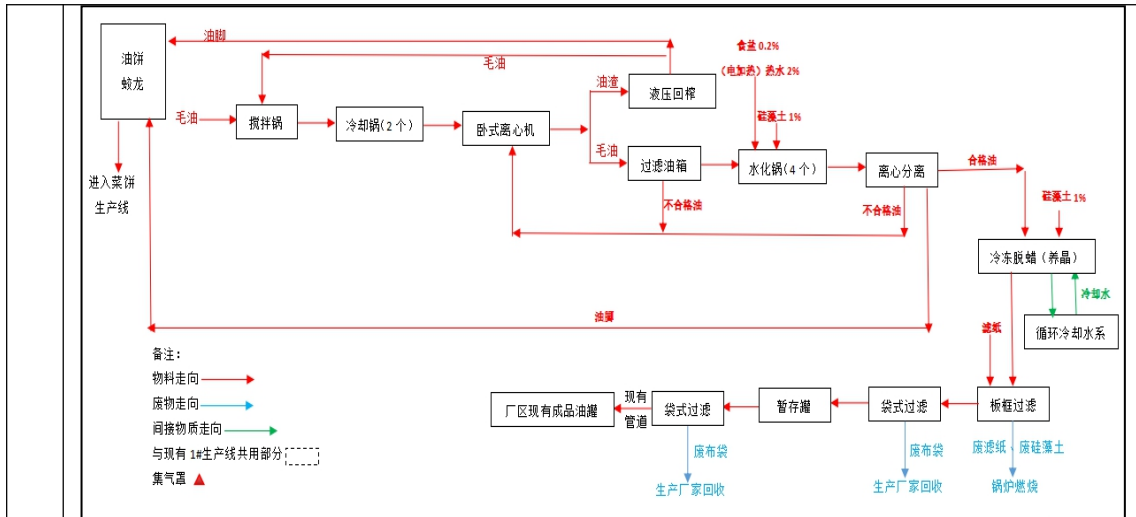 油脚
毛油
食盐 0.2%
（电加热）热水 2%
油饼
蛟龙
油渣
液压回榨
毛油
搅拌锅
冷却锅(2 个)
卧式离心机
硅藻土 1%
毛油
过滤油箱
水化锅(4 个)
离心分离
合格油
进入菜饼
生产线
不合格油
不合格油
硅藻土 1%
冷冻脱蜡（养晶）
冷却水
油脚
滤纸
循环冷却水系
备注：
物料走向
废物走向
间接物质走向
与现有 1#生产线共用部分
集气罩
厂区现有成品油罐
现有
管道
袋式过滤
暂存罐
袋式过滤
板框过滤
废布袋
生产厂家回收
废布袋
生产厂家回收
废滤纸、废硅藻土
锅炉燃烧